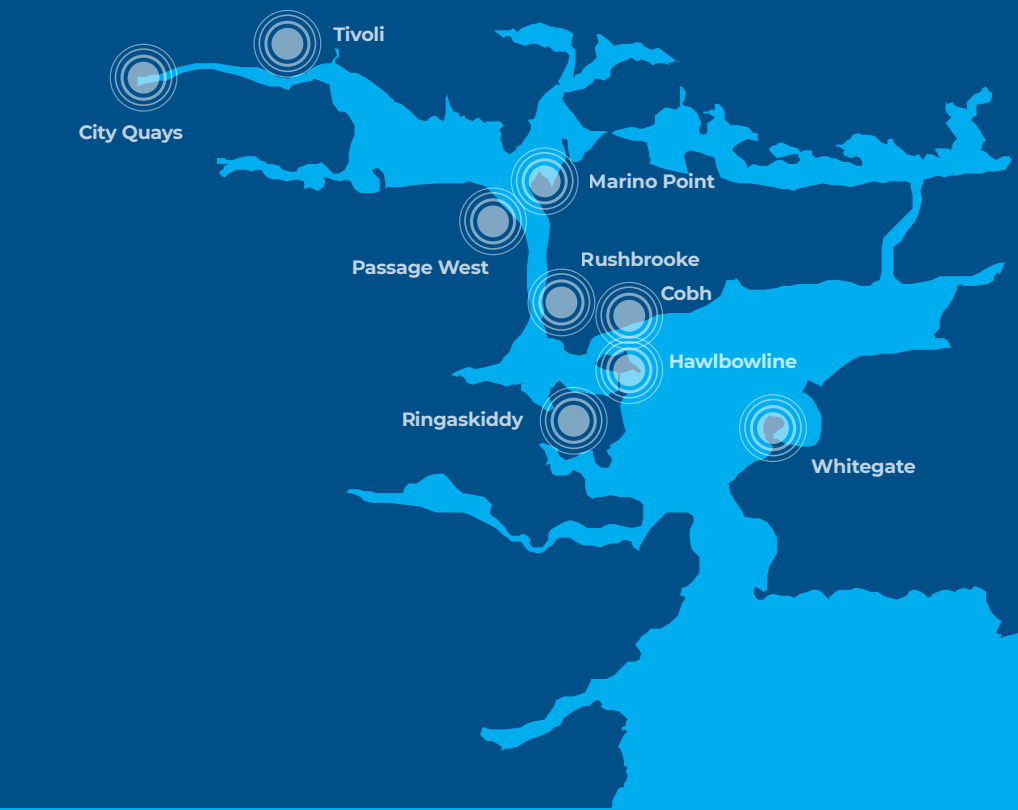 Tivoli
City Quays
Marino Point
Passage West
Rushbrooke
Cobh
Hawlbowline
Ringaskiddy
Whitegate